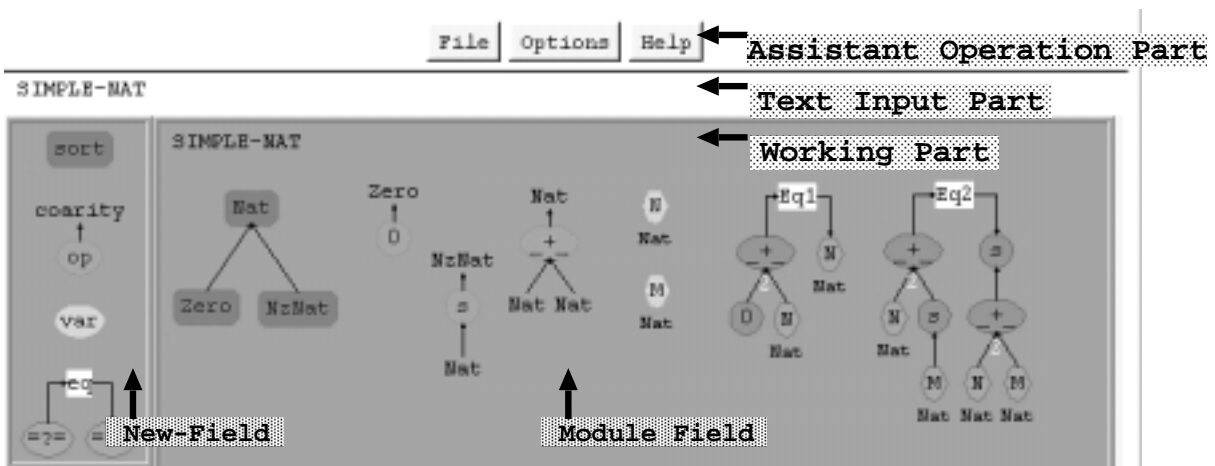 File Options Help Assistant Operation Part
SIMPLE-NAT Text Input Part
SIMPLE-NAT Working Part
sort
coarity
op
var
eq
=?= =
New-Field
Nat
Zero NzNat
Zero
0
NzNat
s
Nat
Nat
_+_
Nat Nat
N
Nat
M
Nat
Eq1
_+_ N
2 Nat
0 N
Nat
Eq2
_+_ s
2
N s _+_
Nat 2
M N M
Nat Nat Nat
Module Field